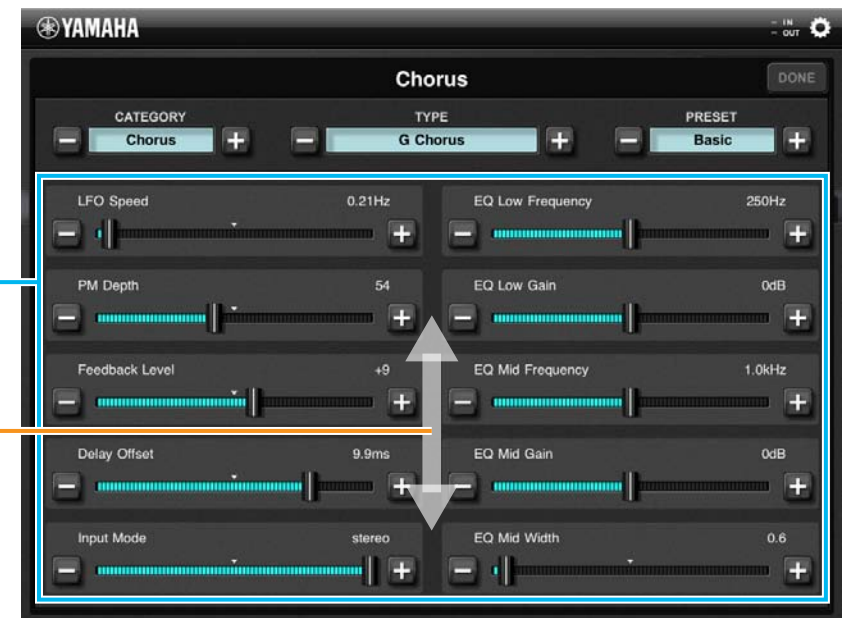 YAMAHA
IN
OUT
Chorus
DONE
CATEGORY
TYPE
PRESET
Chorus
G Chorus
Basic
LFO Speed 0.21Hz
EQ Low Frequency 250Hz
PM Depth 54
EQ Low Gain 0dB
Feedback Level +9
EQ Mid Frequency 1.0kHz
Delay Offset 9.9ms
EQ Mid Gain 0dB
Input Mode stereo
EQ Mid Width 0.6